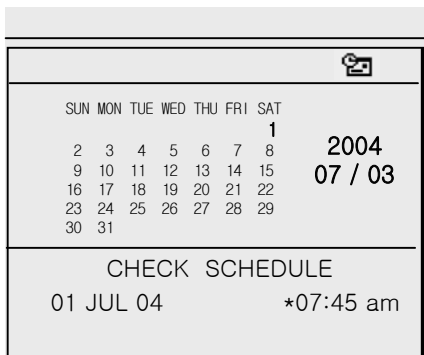 SUN MON TUE WED THU FRI SAT
1
2 3 4 5 6 7 8
9 10 11 12 13 14 15
16 17 18 19 20 21 22
23 24 25 26 27 28 29
30 31
2004
07 / 03
CHECK SCHEDULE
01 JUL 04 *07:45 am